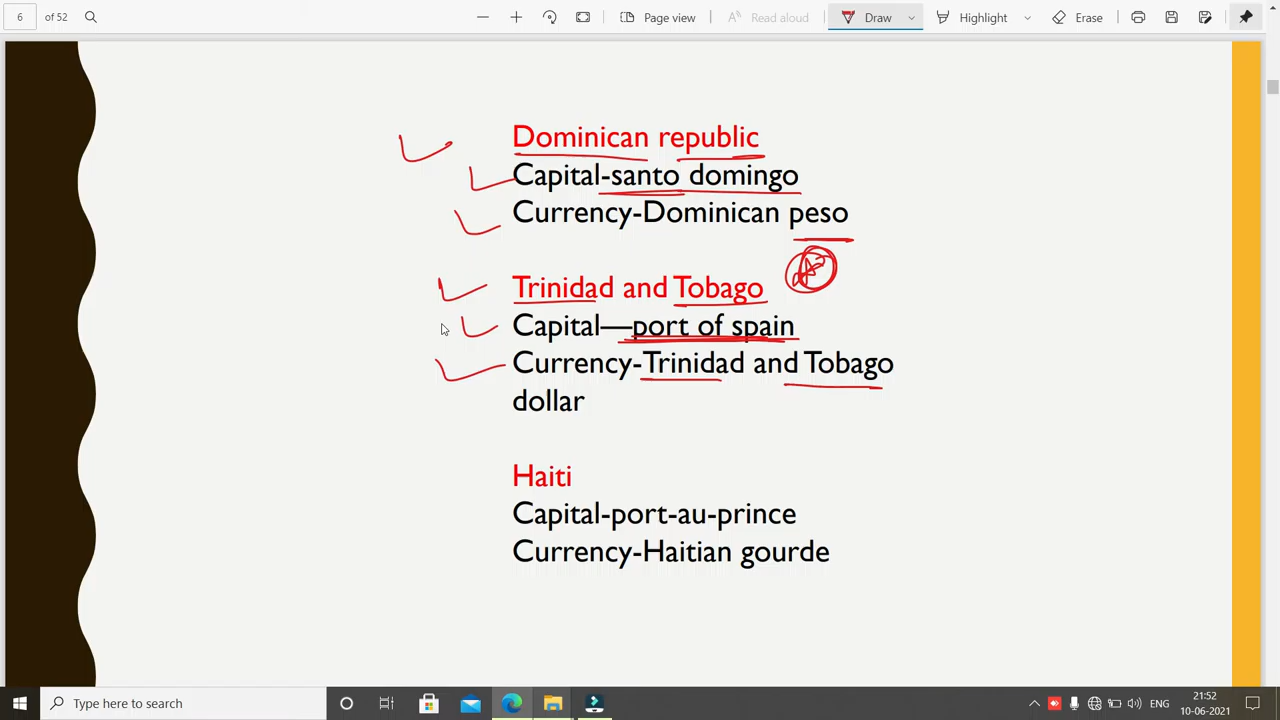 6 of 52
Page view
Read aloud
Draw
Highlight
Erase
Dominican republic
Capital-santo domingo
Currency-Dominican peso
Trinidad and Tobago
Capital—port of spain
Currency-Trinidad and Tobago
dollar
Haiti
Capital-port-au-prince
Currency-Haitian gourde
Type here to search
ENG
21:52
10-06-2021